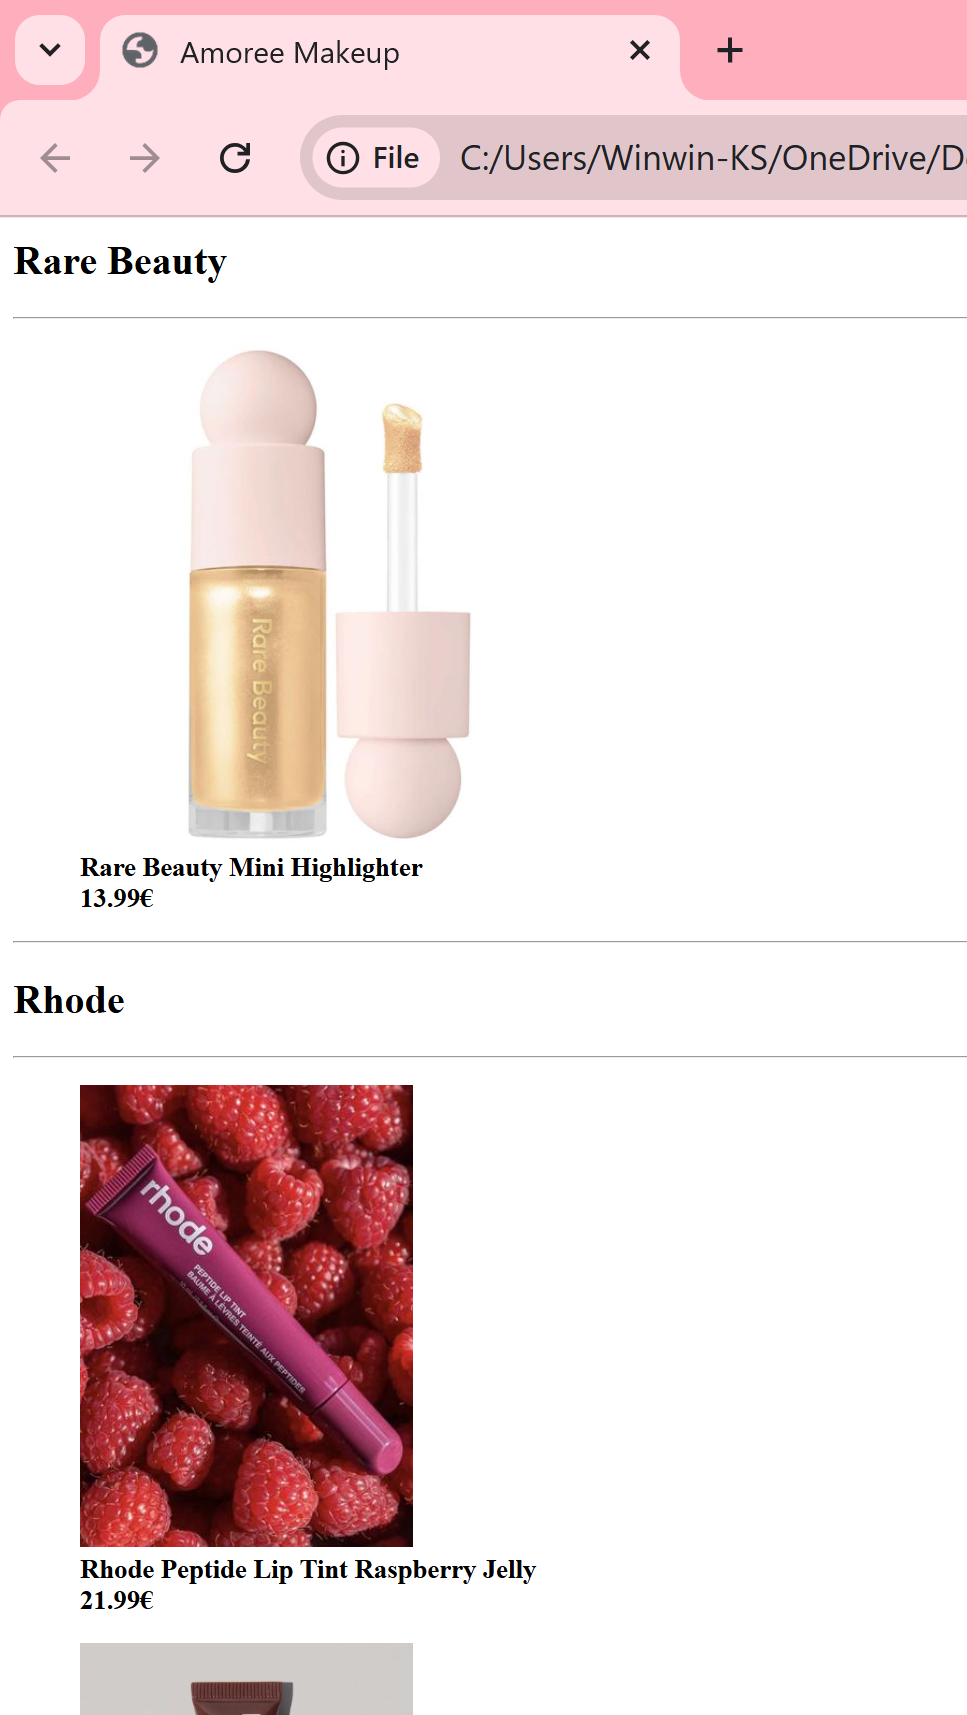 Amoree Makeup
File
C:/Users/Winwin-KS/OneDrive/D
Rare Beauty
Rare Beauty
Rare Beauty Mini Highlighter
13.99€
Rhode
rhode
PEPTIDE LIP TINT
BAUME À LÈVRES TEINTÉ AUX PEPTIDES
Rhode Peptide Lip Tint Raspberry Jelly
21.99€